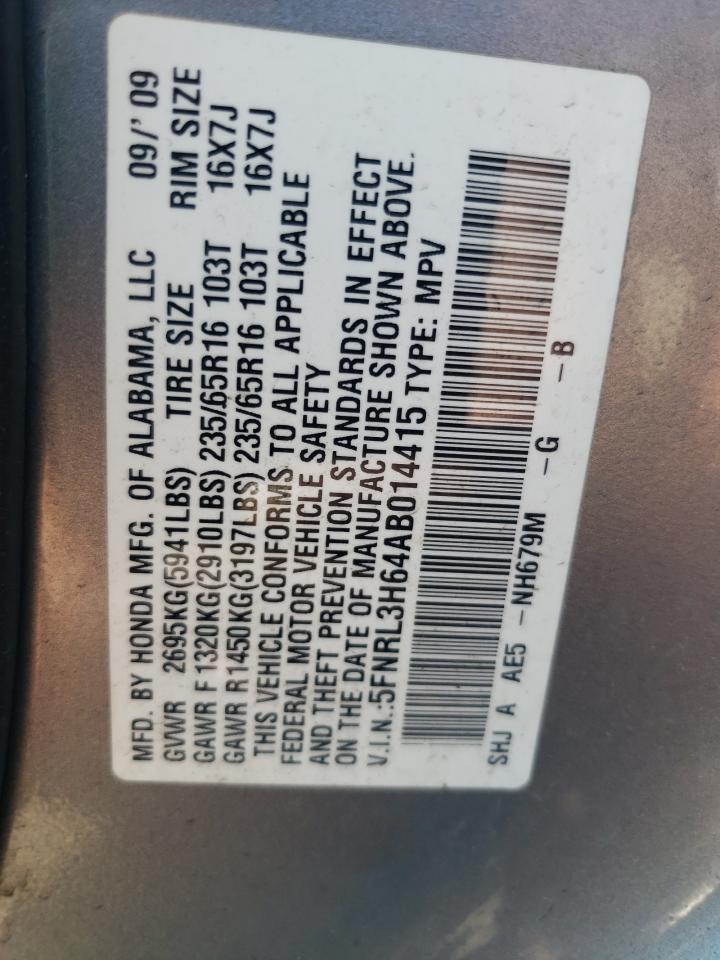 MFD. BY HONDA MFG. OF ALABAMA, LLC 09/'09
GVWR 2695KG(5941LBS) TIRE SIZE RIM SIZE
GAWR F 1320KG(2910LBS) 235/65R16 103T 16X7J
GAWR R1450KG(3197LBS) 235/65R16 103T 16X7J
THIS VEHICLE CONFORMS TO ALL APPLICABLE
FEDERAL MOTOR VEHICLE SAFETY
AND THEFT PREVENTION STANDARDS IN EFFECT
ON THE DATE OF MANUFACTURE SHOWN ABOVE.
V.I.N.:5FNRL3H64AB014415 TYPE: MPV
SHJ A AE5 -NH679M -G -B